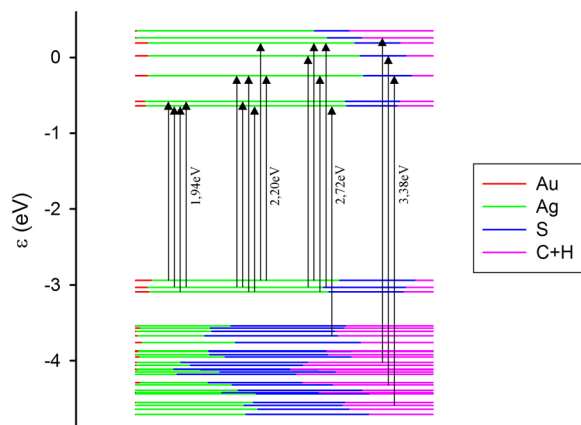 0
-1
-2
-3
-4
ε (eV)
1,94eV
2,20eV
2,72eV
3,38eV
Au
Ag
S
C+H